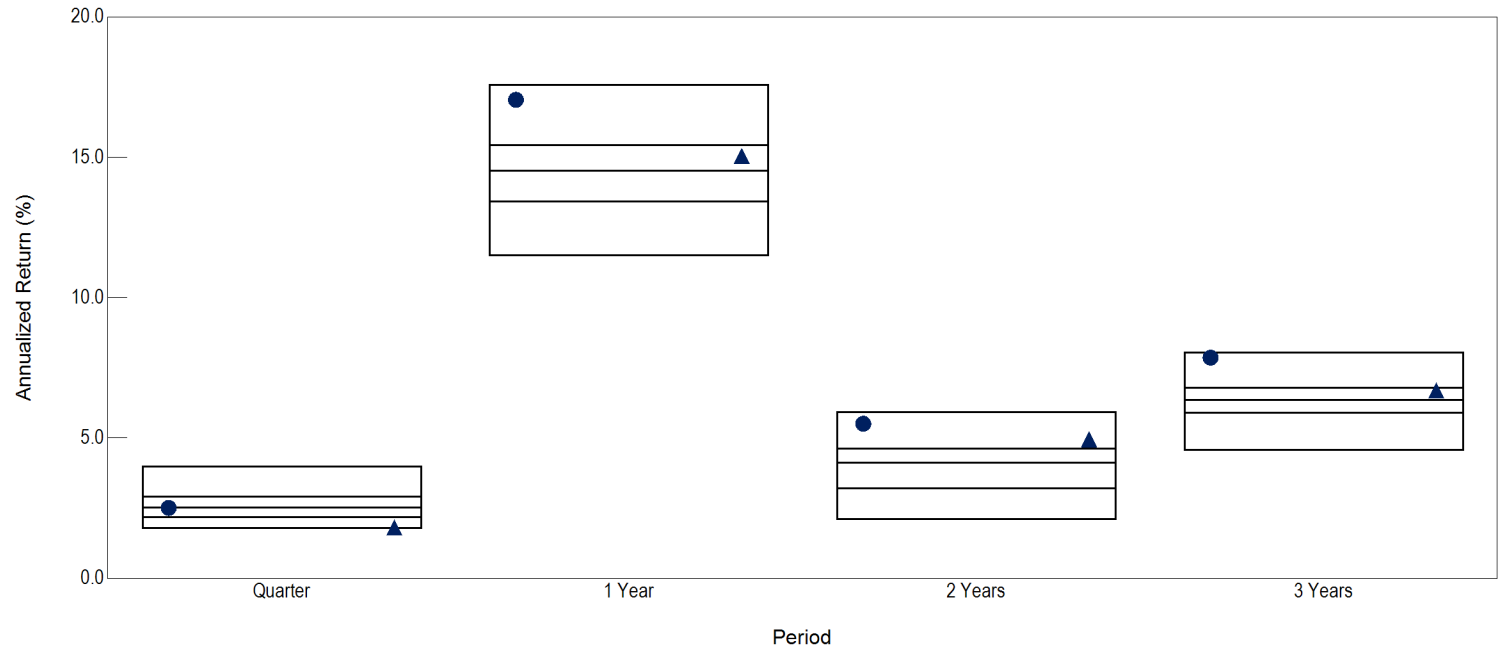 20.0
15.0
10.0
5.0
0.0
Annualized Return (%)
Quarter
1 Year
2 Years
3 Years
Period